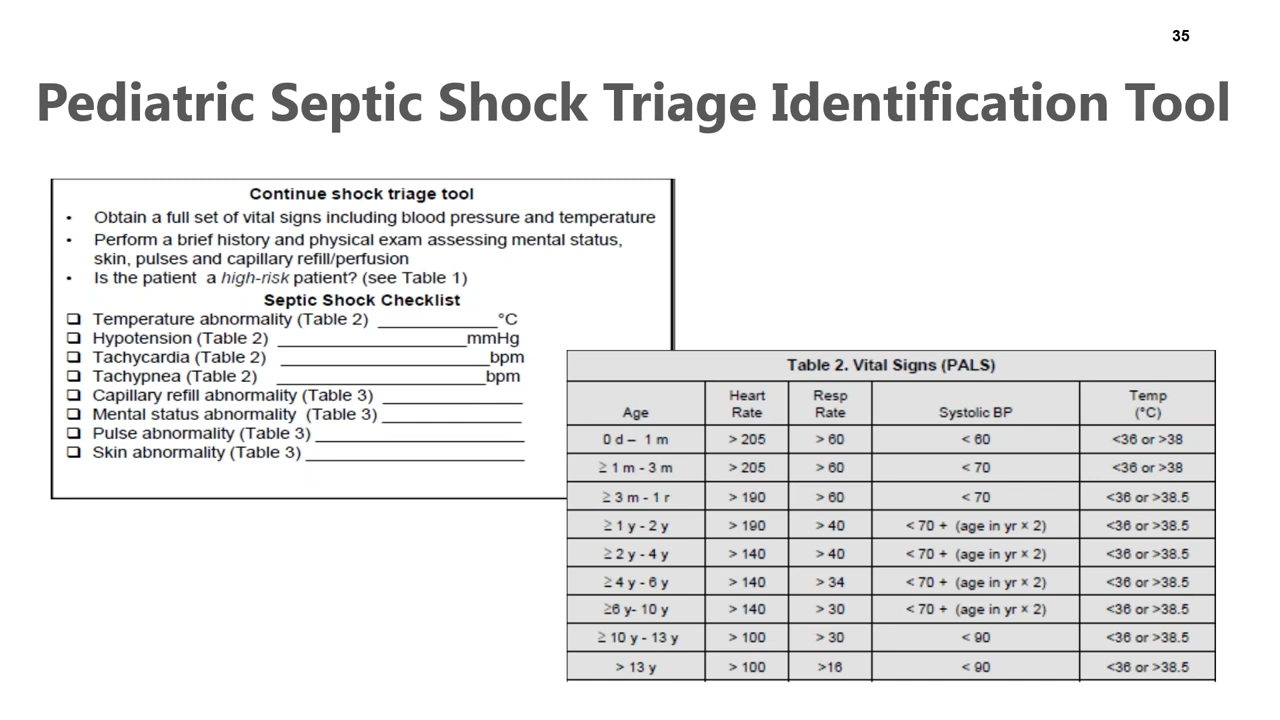 35
Pediatric Septic Shock Triage Identification Tool
Continue shock triage tool
• Obtain a full set of vital signs including blood pressure and temperature
• Perform a brief history and physical exam assessing mental status,
skin, pulses and capillary refill/perfusion
• Is the patient a high-risk patient? (see Table 1)
Septic Shock Checklist
❑ Temperature abnormality (Table 2) _____________°C
❑ Hypotension (Table 2) ____________________mmHg
❑ Tachycardia (Table 2) ______________________bpm
❑ Tachypnea (Table 2) ______________________bpm
❑ Capillary refill abnormality (Table 3) _______________
❑ Mental status abnormality (Table 3) _______________
❑ Pulse abnormality (Table 3) ______________________
❑ Skin abnormality (Table 3) _______________________
Table 2. Vital Signs (PALS)
Age Heart Rate Resp Rate Systolic BP Temp (°C)
0 d – 1 m > 205 > 60 < 60 <36 or >38
≥ 1 m - 3 m > 205 > 60 < 70 <36 or >38
≥ 3 m - 1 r > 190 > 60 < 70 <36 or >38.5
≥ 1 y - 2 y > 190 > 40 < 70 + (age in yr × 2) <36 or >38.5
≥ 2 y - 4 y > 140 > 40 < 70 + (age in yr × 2) <36 or >38.5
≥ 4 y - 6 y > 140 > 34 < 70 + (age in yr × 2) <36 or >38.5
≥6 y- 10 y > 140 > 30 < 70 + (age in yr × 2) <36 or >38.5
≥ 10 y - 13 y > 100 > 30 < 90 <36 or >38.5
> 13 y > 100 >16 < 90 <36 or >38.5